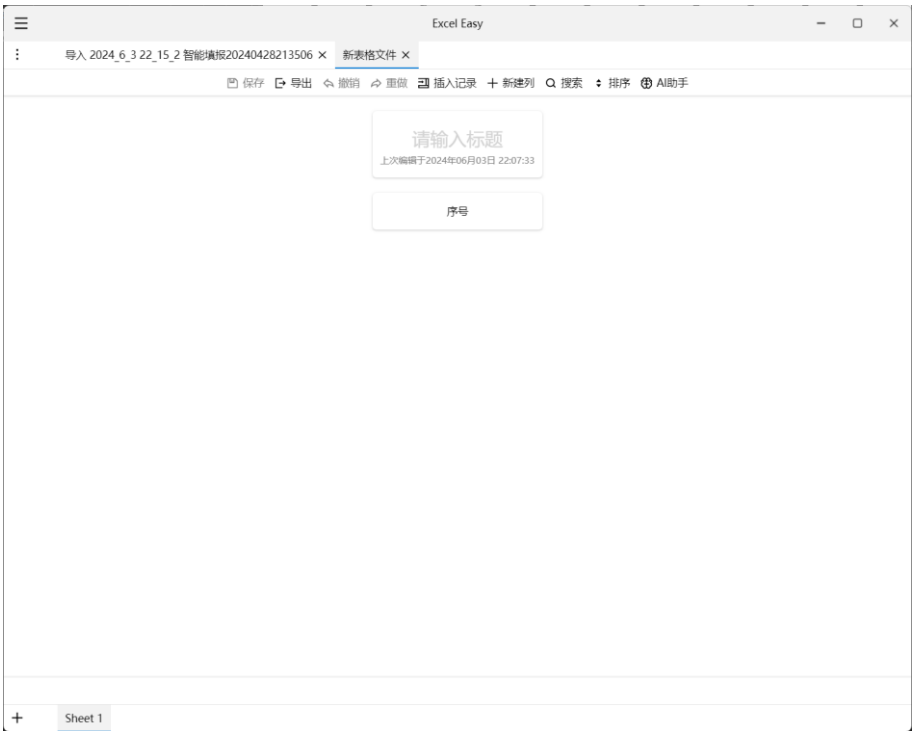 Excel Easy
导入 2024_6_3 22_15_2 智能填报20240428213506 新表格文件
保存 导出 撤销 重做 插入记录 新建列 搜索 排序 AI助手
请输入标题
上次编辑于2024年06月03日 22:07:33
序号
Sheet 1